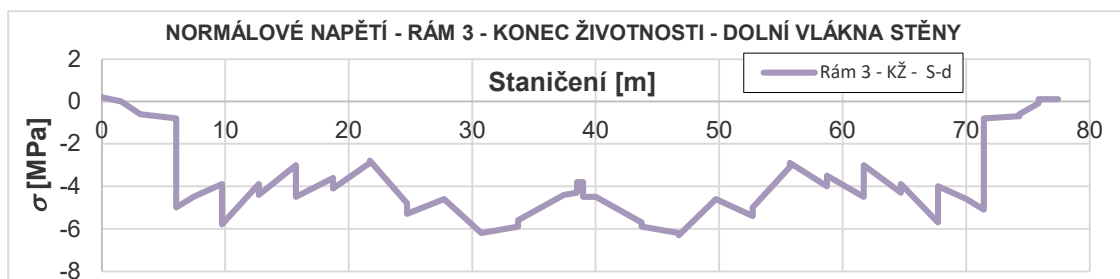 NORMÁLOVÉ NAPĚTÍ - RÁM 3 - KONEC ŽIVOTNOSTI - DOLNÍ VLÁKNA STĚNY
2
Staničení [m]
Rám 3 - KŽ - S-d
0
0 10 20 30 40 50 60 70 80
-2
-4
-6
-8
σ [MPa]